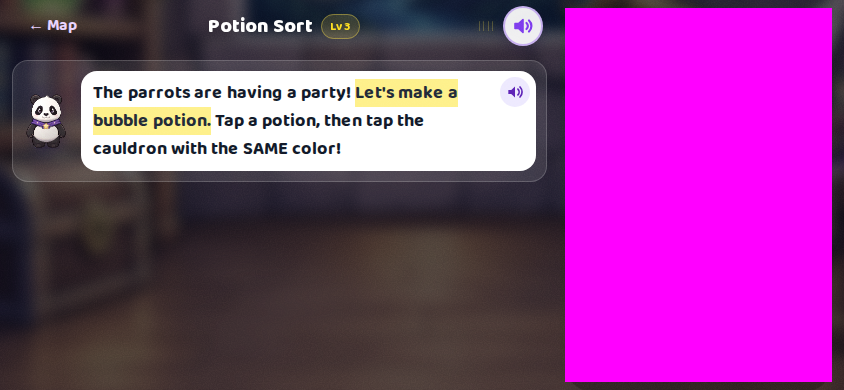 ← Map
Potion Sort
Lv 3
The parrots are having a party! Let's make a
bubble potion. Tap a potion, then tap the
cauldron with the SAME color!